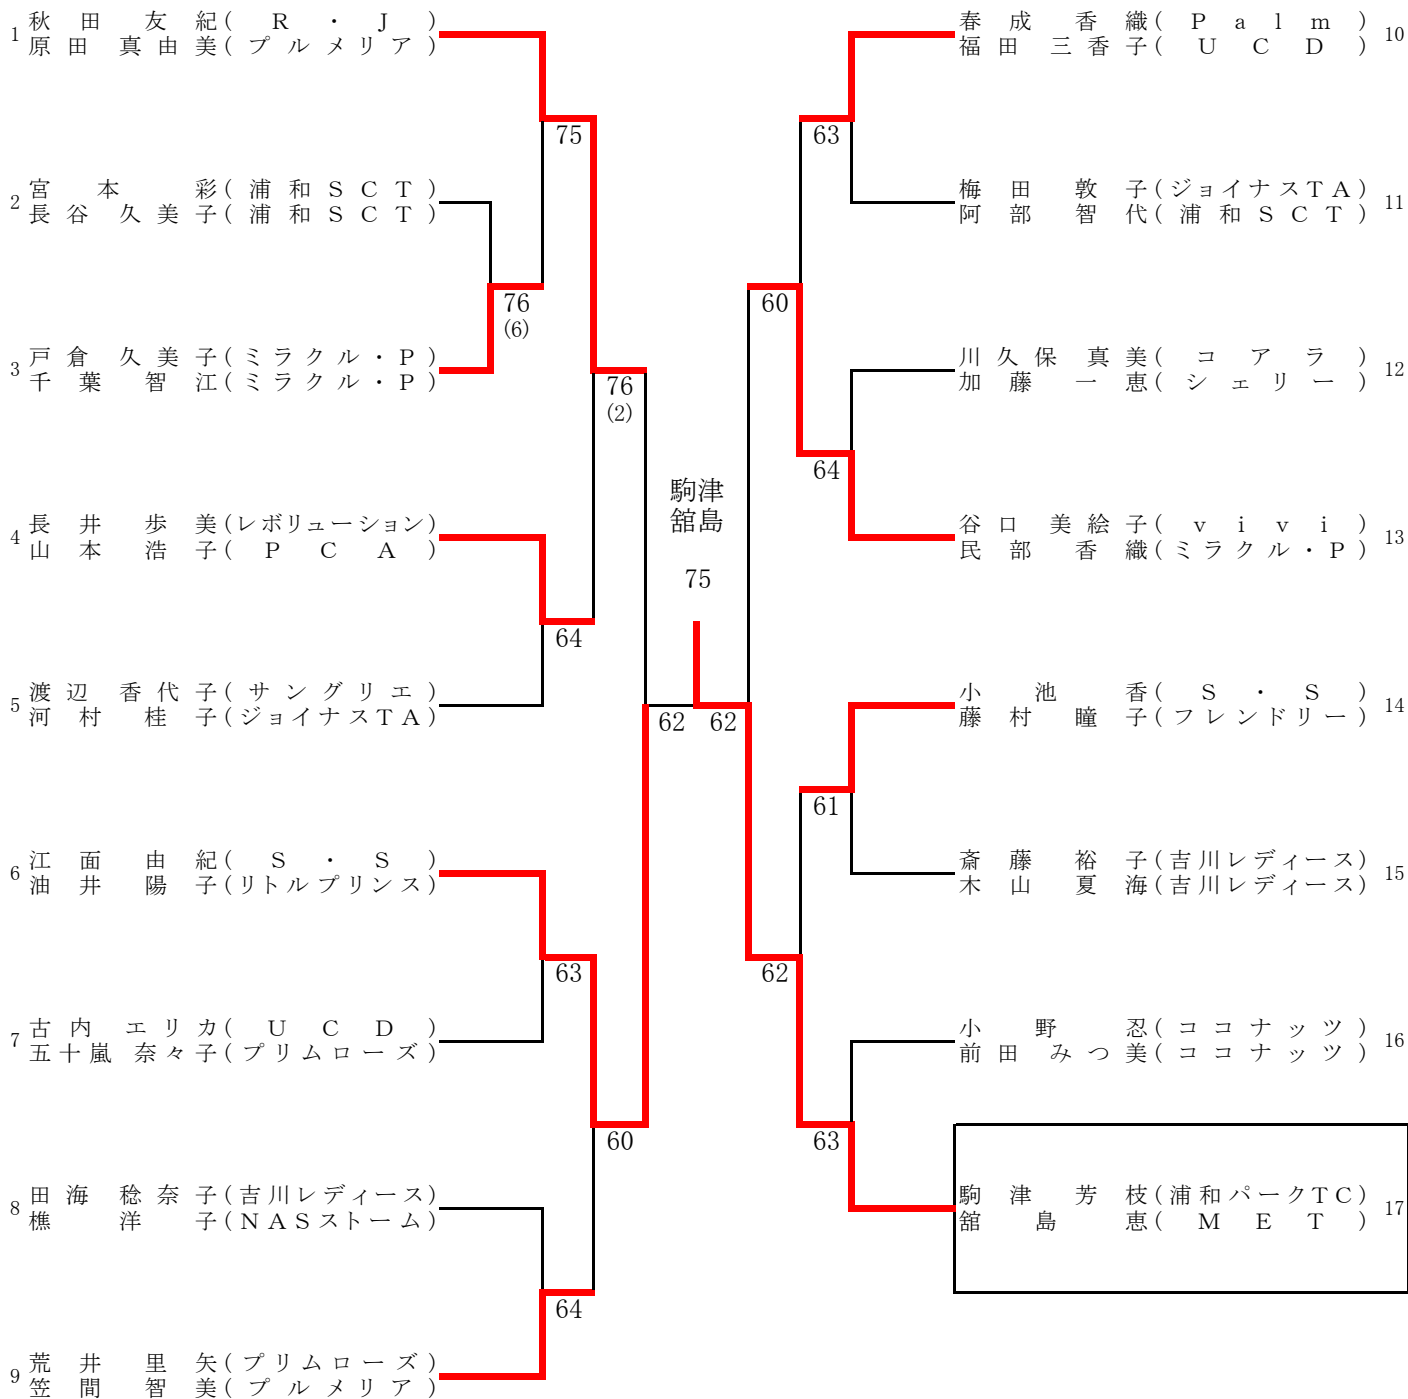 1 秋田 友紀(R・J)
原田 真由美(プルメリア)
75
2 宮本 彩(浦和SCT)
長谷 久美子(浦和SCT)
76
(6)
3 戸倉 久美子(ミラクル・P)
千葉 智江(ミラクル・P)
76
(2)
4 長井 歩美(レボリューション)
山本 浩子(PCA)
64
5 渡辺 香代子(サングリエ)
河村 桂子(ジョイナスTA)
62
6 江面 由紀(S・S)
油井 陽子(リトルプリンス)
63
7 古内 エリカ(UCD)
五十嵐 奈々子(プリムローズ)
60
8 田海 稔奈子(吉川レディース)
樵 洋子(NASストーム)
64
9 荒井 里矢(プリムローズ)
笠間 智美(プルメリア)
駒津
舘島
75
春成 香織(Palm) 10
福田 三香子(UCD)
63
梅田 敦子(ジョイナスTA) 11
阿部 智代(浦和SCT)
60
川久保 真美(コアラ) 12
加藤 一恵(シェリー)
64
谷口 美絵子(vivi) 13
民部 香織(ミラクル・P)
小池 香(S・S) 14
藤村 瞳子(フレンドリー)
62
61
斎藤 裕子(吉川レディース) 15
木山 夏海(吉川レディース)
62
小野 忍(ココナッツ) 16
前田 みつ美(ココナッツ)
63
駒津 芳枝(浦和パークTC) 17
舘島 恵(MET)